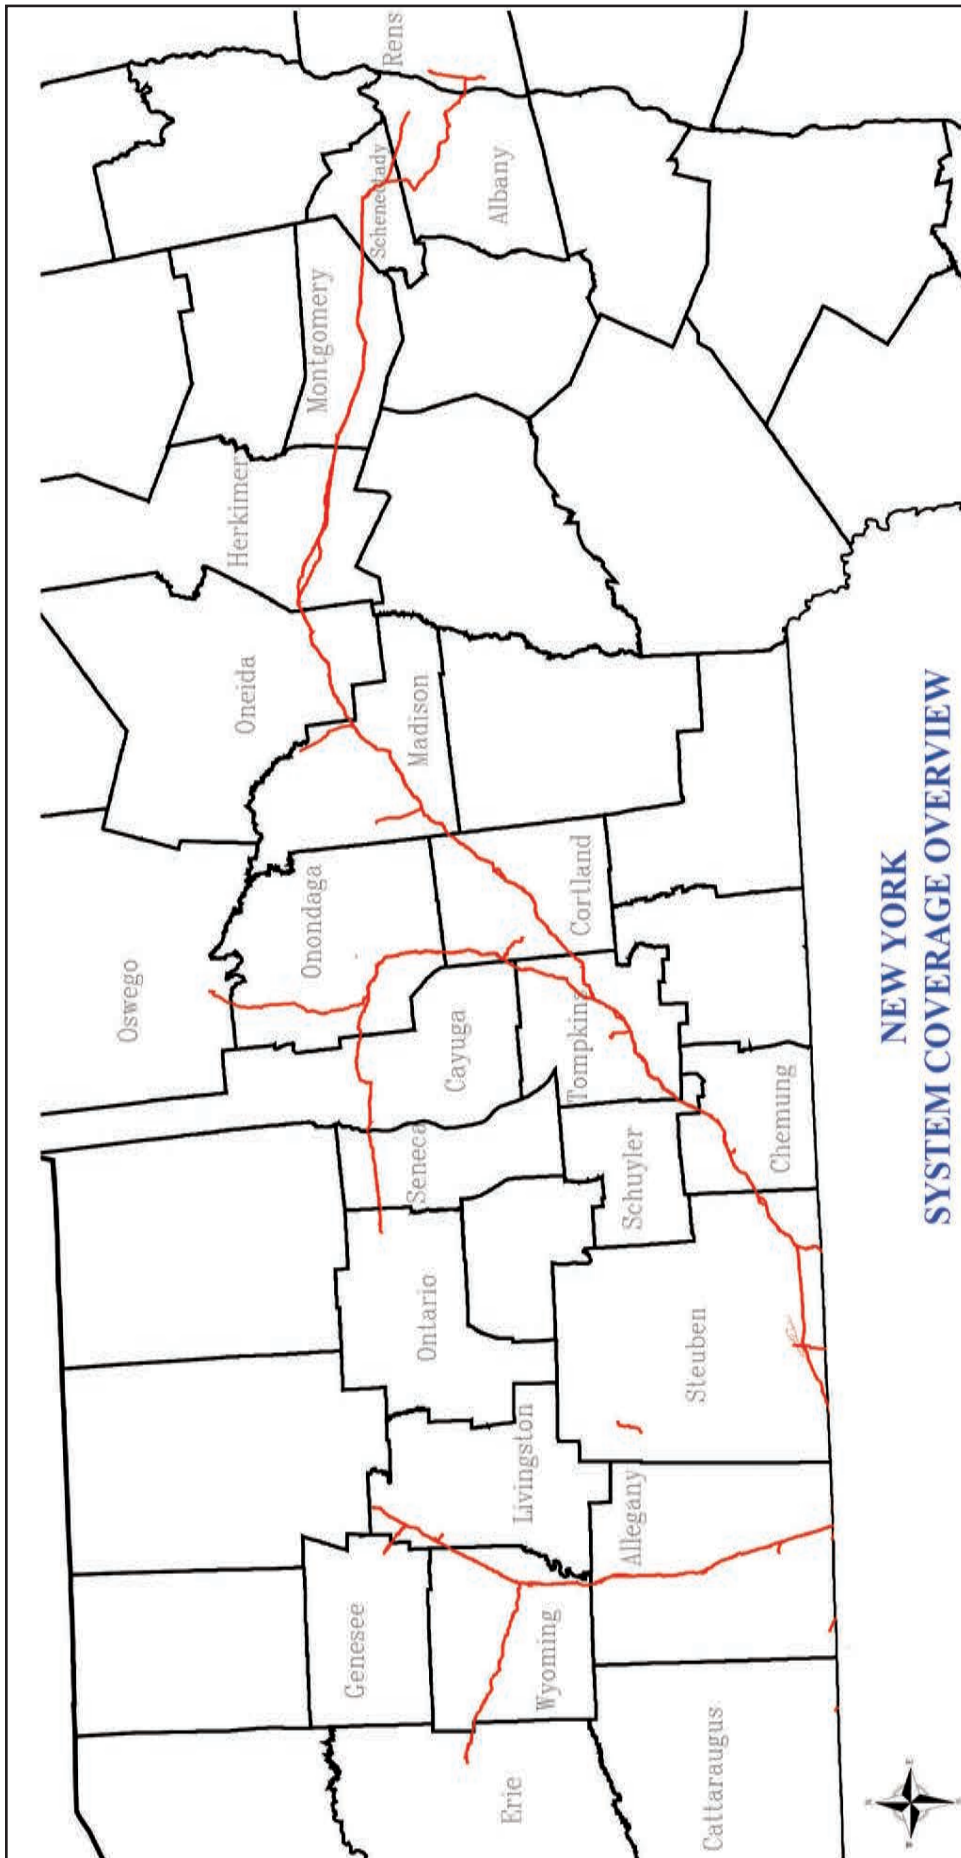 Oswego
Oneida
Herkimer
Montgomery
Schenectady
Rens
Genesee
Ontario
Seneca
Cayuga
Onondaga
Madison
Albany
Erie
Wyoming
Livingston
Schuyler
Tompkins
Cortland
Cattaraugus
Allegany
Steuben
Chemung
NEW YORK
SYSTEM COVERAGE OVERVIEW